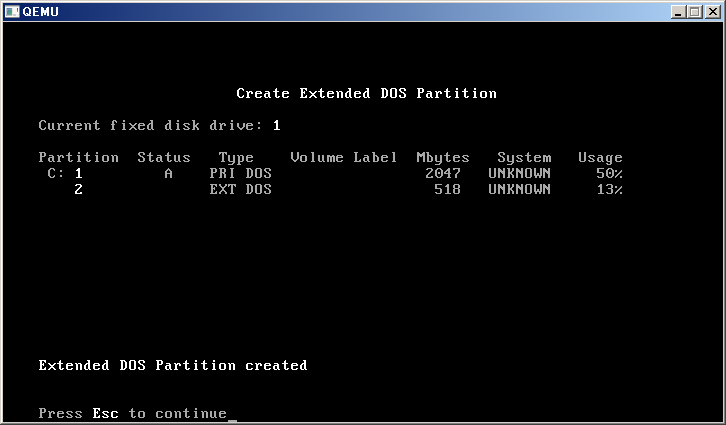 QEMU
Create Extended DOS Partition
Current fixed disk drive: 1
Partition  Status   Type    Volume Label  Mbytes   System   Usage
C: 1         A    PRI DOS                 2047   UNKNOWN     50%
2              EXT DOS                  518   UNKNOWN     13%
Extended DOS Partition created
Press Esc to continue_